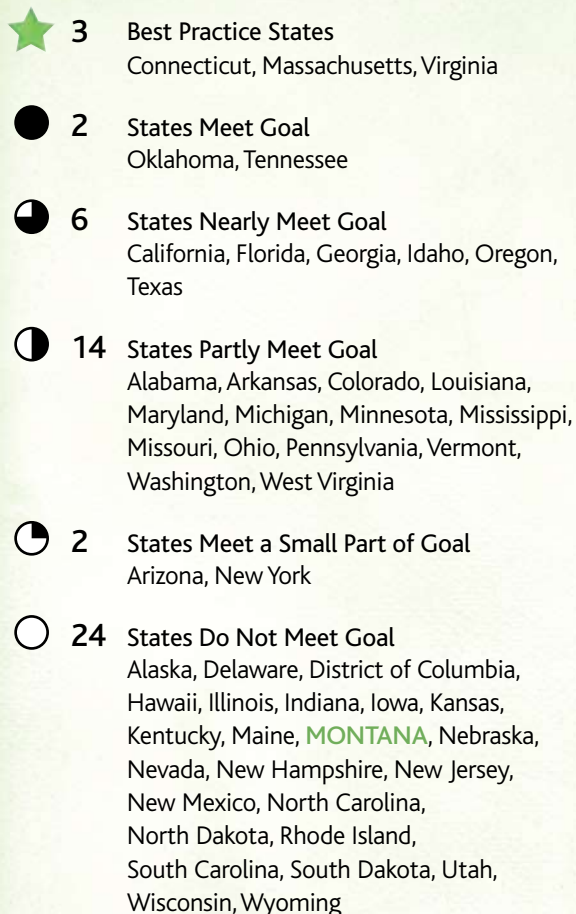 3 Best Practice States
Connecticut, Massachusetts, Virginia
2 States Meet Goal
Oklahoma, Tennessee
6 States Nearly Meet Goal
California, Florida, Georgia, Idaho, Oregon,
Texas
14 States Partly Meet Goal
Alabama, Arkansas, Colorado, Louisiana,
Maryland, Michigan, Minnesota, Mississippi,
Missouri, Ohio, Pennsylvania, Vermont,
Washington, West Virginia
2 States Meet a Small Part of Goal
Arizona, New York
24 States Do Not Meet Goal
Alaska, Delaware, District of Columbia,
Hawaii, Illinois, Indiana, Iowa, Kansas,
Kentucky, Maine, MONTANA, Nebraska,
Nevada, New Hampshire, New Jersey,
New Mexico, North Carolina,
North Dakota, Rhode Island,
South Carolina, South Dakota, Utah,
Wisconsin, Wyoming